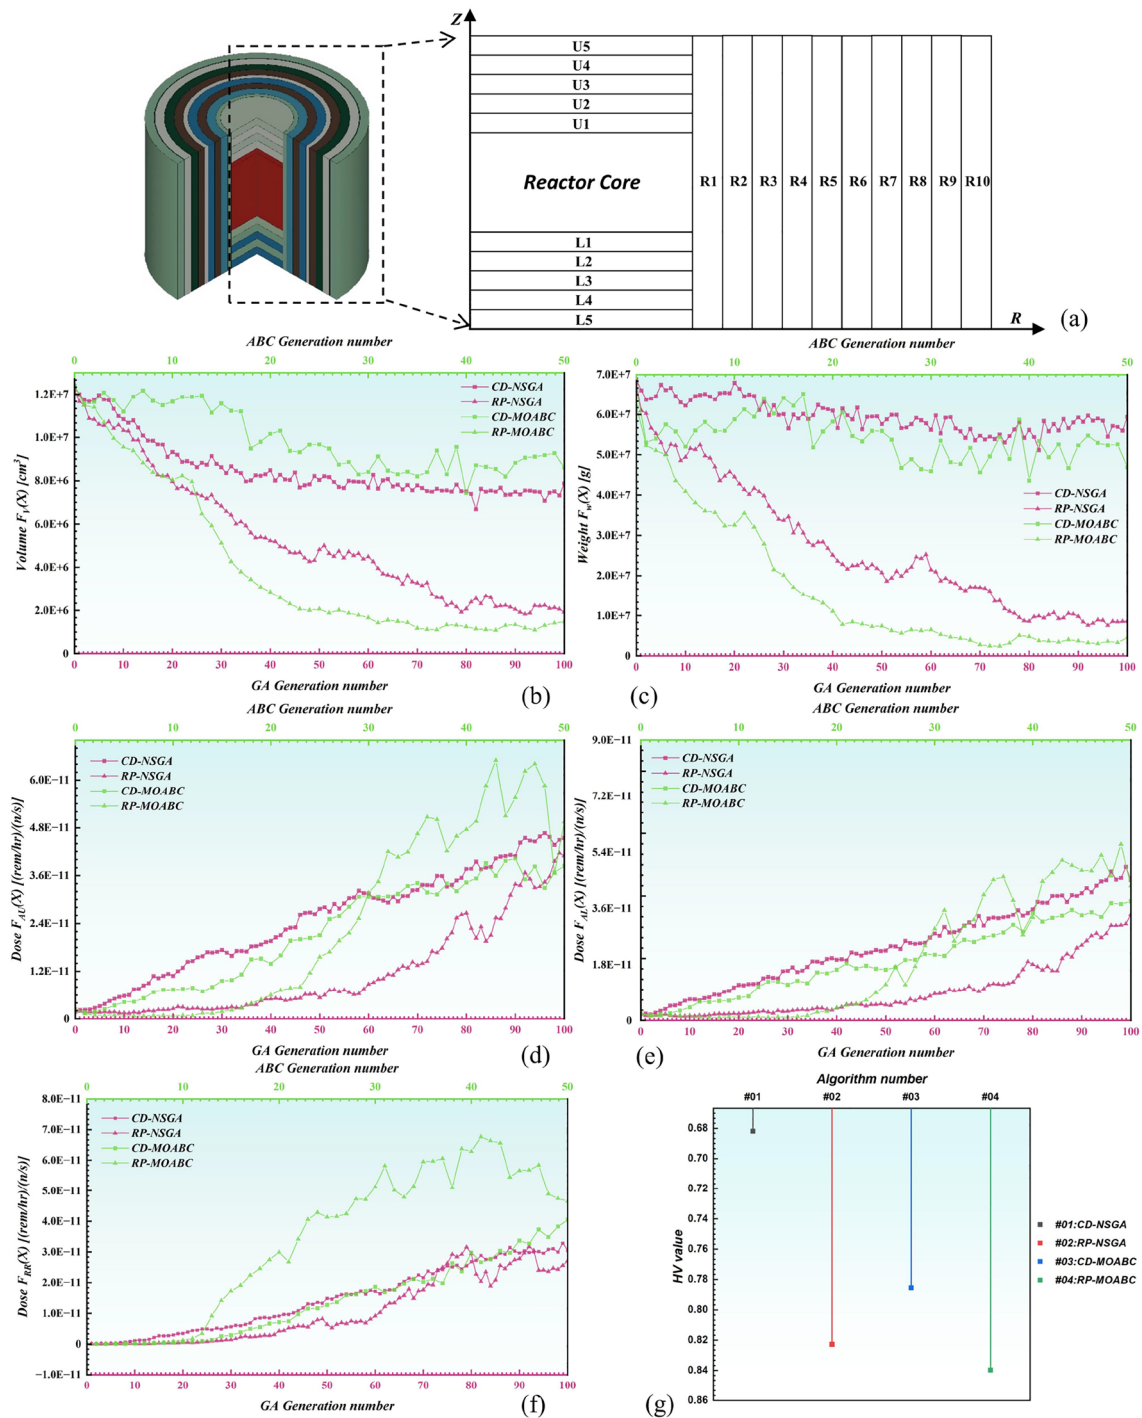 Z
U5
U4
U3
U2
U1
Reactor Core
R1 R2 R3 R4 R5 R6 R7 R8 R9 R10
L1
L2
L3
L4
L5
R
(a)
ABC Generation number
0 10 20 30 40 50
1.2E+7
1.0E+7
8.0E+6
6.0E+6
4.0E+6
2.0E+6
0
Volume F_V(X) [cm³]
CD-NSGA
RP-NSGA
CD-MOABC
RP-MOABC
0 10 20 30 40 50 60 70 80 90 100
GA Generation number
(b)
ABC Generation number
0 10 20 30 40 50
7.0E+7
6.0E+7
5.0E+7
4.0E+7
3.0E+7
2.0E+7
1.0E+7
0
Weight F_w(X) [g]
CD-NSGA
RP-NSGA
CD-MOABC
RP-MOABC
0 10 20 30 40 50 60 70 80 90 100
GA Generation number
(c)
ABC Generation number
0 10 20 30 40 50
6.0E-11
4.8E-11
3.6E-11
2.4E-11
1.2E-11
0
Dose F_AU(X) [(rem/hr)/(n/s)]
CD-NSGA
RP-NSGA
CD-MOABC
RP-MOABC
0 10 20 30 40 50 60 70 80 90 100
GA Generation number
(d)
ABC Generation number
0 10 20 30 40 50
9.0E-11
7.2E-11
5.4E-11
3.6E-11
1.8E-11
0
Dose F_AL(X) [(rem/hr)/(n/s)]
CD-NSGA
RP-NSGA
CD-MOABC
RP-MOABC
0 10 20 30 40 50 60 70 80 90 100
GA Generation number
(e)
ABC Generation number
0 10 20 30 40 50
8.0E-11
7.0E-11
6.0E-11
5.0E-11
4.0E-11
3.0E-11
2.0E-11
1.0E-11
0
-1.0E-11
Dose F_RR(X) [(rem/hr)/(n/s)]
CD-NSGA
RP-NSGA
CD-MOABC
RP-MOABC
0 10 20 30 40 50 60 70 80 90 100
GA Generation number
(f)
Algorithm number
#01 #02 #03 #04
0.68
0.70
0.72
0.74
0.76
0.78
0.80
0.82
0.84
0.86
HV value
#01:CD-NSGA
#02:RP-NSGA
#03:CD-MOABC
#04:RP-MOABC
(g)